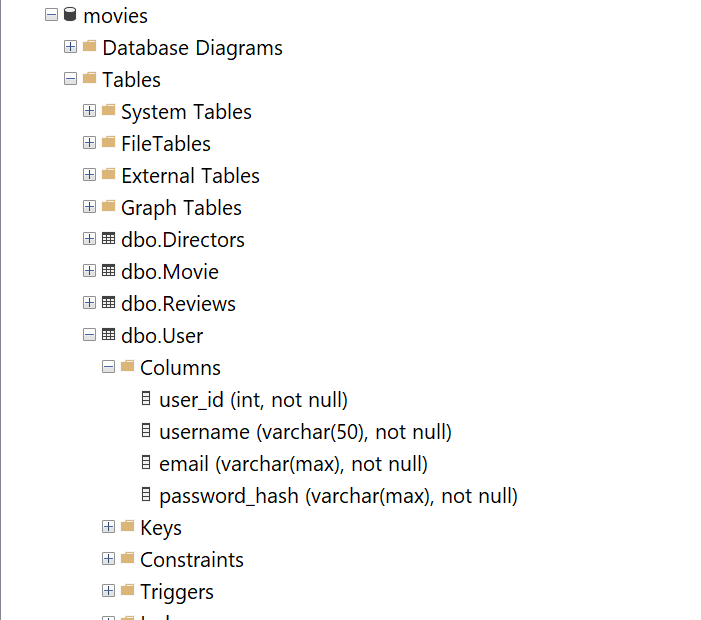 movies
Database Diagrams
Tables
System Tables
FileTables
External Tables
Graph Tables
dbo.Directors
dbo.Movie
dbo.Reviews
dbo.User
Columns
user_id (int, not null)
username (varchar(50), not null)
email (varchar(max), not null)
password_hash (varchar(max), not null)
Keys
Constraints
Triggers